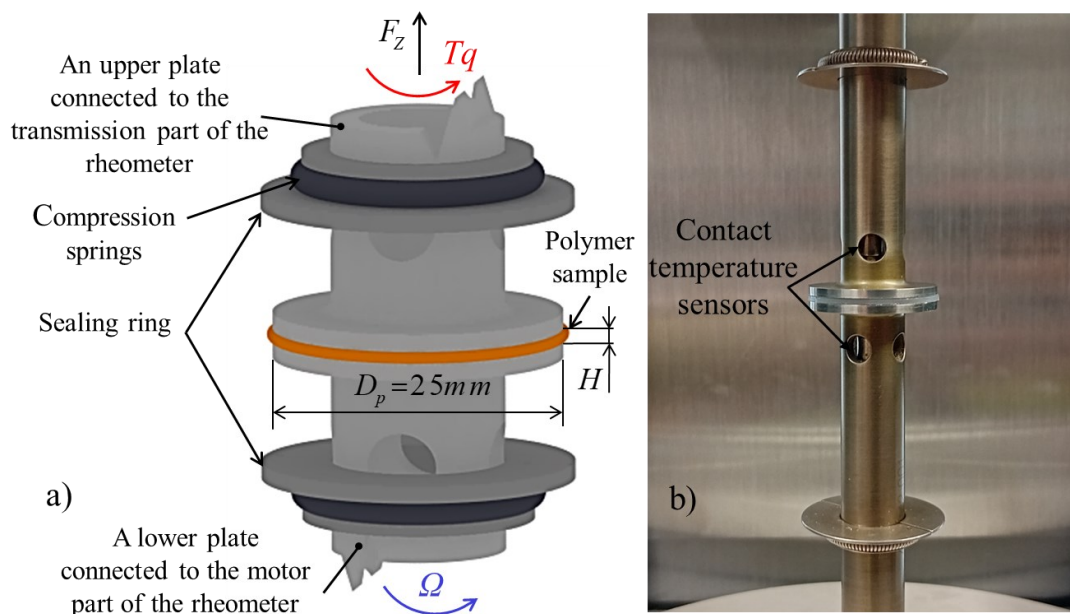 F_Z
Tq
An upper plate
connected to the
transmission part of the
rheometer
Compression
springs
Sealing ring
Polymer
sample
H
D_p=25mm
a)
A lower plate
connected to the motor
part of the rheometer
Ω
Contact
temperature
sensors
b)